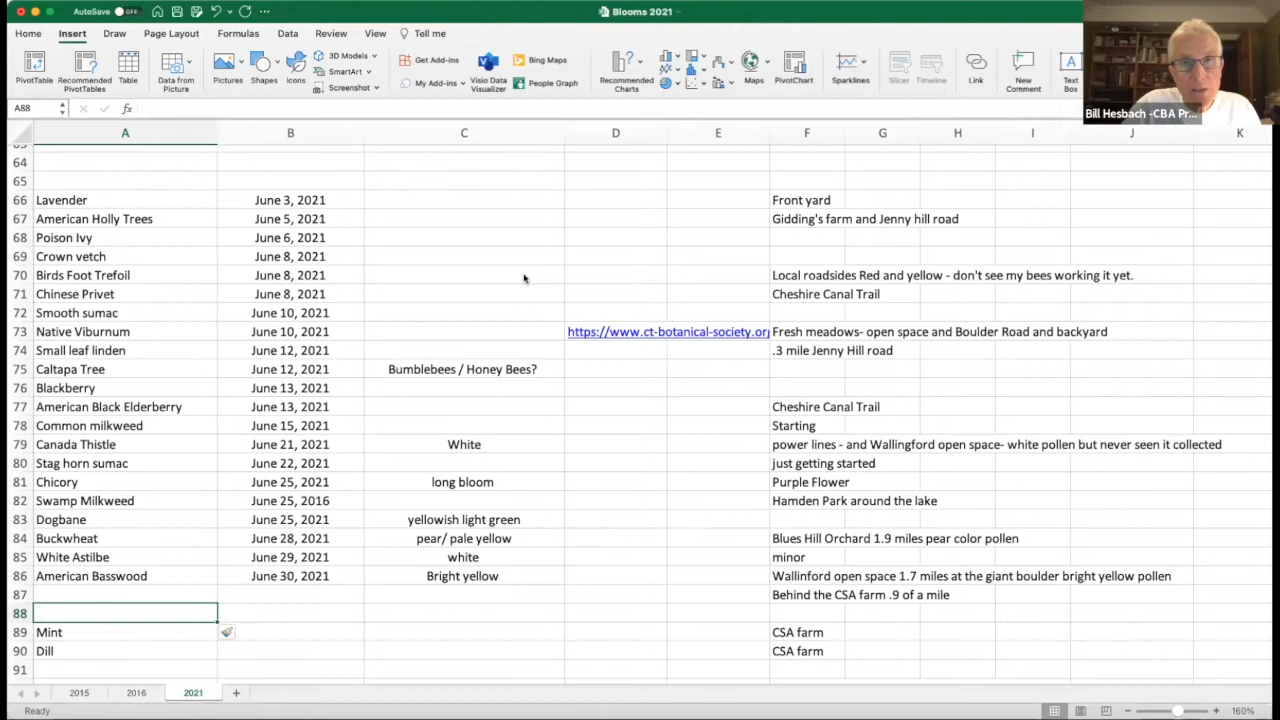 AutoSave OFF Blooms 2021
Home Insert Draw Page Layout Formulas Data Review View Tell me
PivotTable Recommended PivotTables Table Data from Picture Pictures Shapes Icons 3D Models SmartArt Screenshot Get Add-ins My Add-ins Visio Data Visualizer Bing Maps People Graph Recommended Charts Maps PivotChart Sparklines Slicer Timeline Link New Comment Text Box
Bill Hesbach -CBA Pr...
A88 fx
A B C D E F G H I J K
64
65
66 Lavender June 3, 2021 Front yard
67 American Holly Trees June 5, 2021 Gidding's farm and Jenny hill road
68 Poison Ivy June 6, 2021
69 Crown vetch June 8, 2021
70 Birds Foot Trefoil June 8, 2021 Local roadsides Red and yellow - don't see my bees working it yet.
71 Chinese Privet June 8, 2021 Cheshire Canal Trail
72 Smooth sumac June 10, 2021
73 Native Viburnum June 10, 2021 https://www.ct-botanical-society.org Fresh meadows- open space and Boulder Road and backyard
74 Small leaf linden June 12, 2021 .3 mile Jenny Hill road
75 Caltapa Tree June 12, 2021 Bumblebees / Honey Bees?
76 Blackberry June 13, 2021
77 American Black Elderberry June 13, 2021 Cheshire Canal Trail
78 Common milkweed June 15, 2021 Starting
79 Canada Thistle June 21, 2021 White power lines - and Wallingford open space- white pollen but never seen it collected
80 Stag horn sumac June 22, 2021 just getting started
81 Chicory June 25, 2021 long bloom Purple Flower
82 Swamp Milkweed June 25, 2016 Hamden Park around the lake
83 Dogbane June 25, 2021 yellowish light green
84 Buckwheat June 28, 2021 pear/ pale yellow Blues Hill Orchard 1.9 miles pear color pollen
85 White Astilbe June 29, 2021 white minor
86 American Basswood June 30, 2021 Bright yellow Wallinford open space 1.7 miles at the giant boulder bright yellow pollen
87 Behind the CSA farm .9 of a mile
88
89 Mint CSA farm
90 Dill CSA farm
91
2015 2016 2021 +
Ready 160%